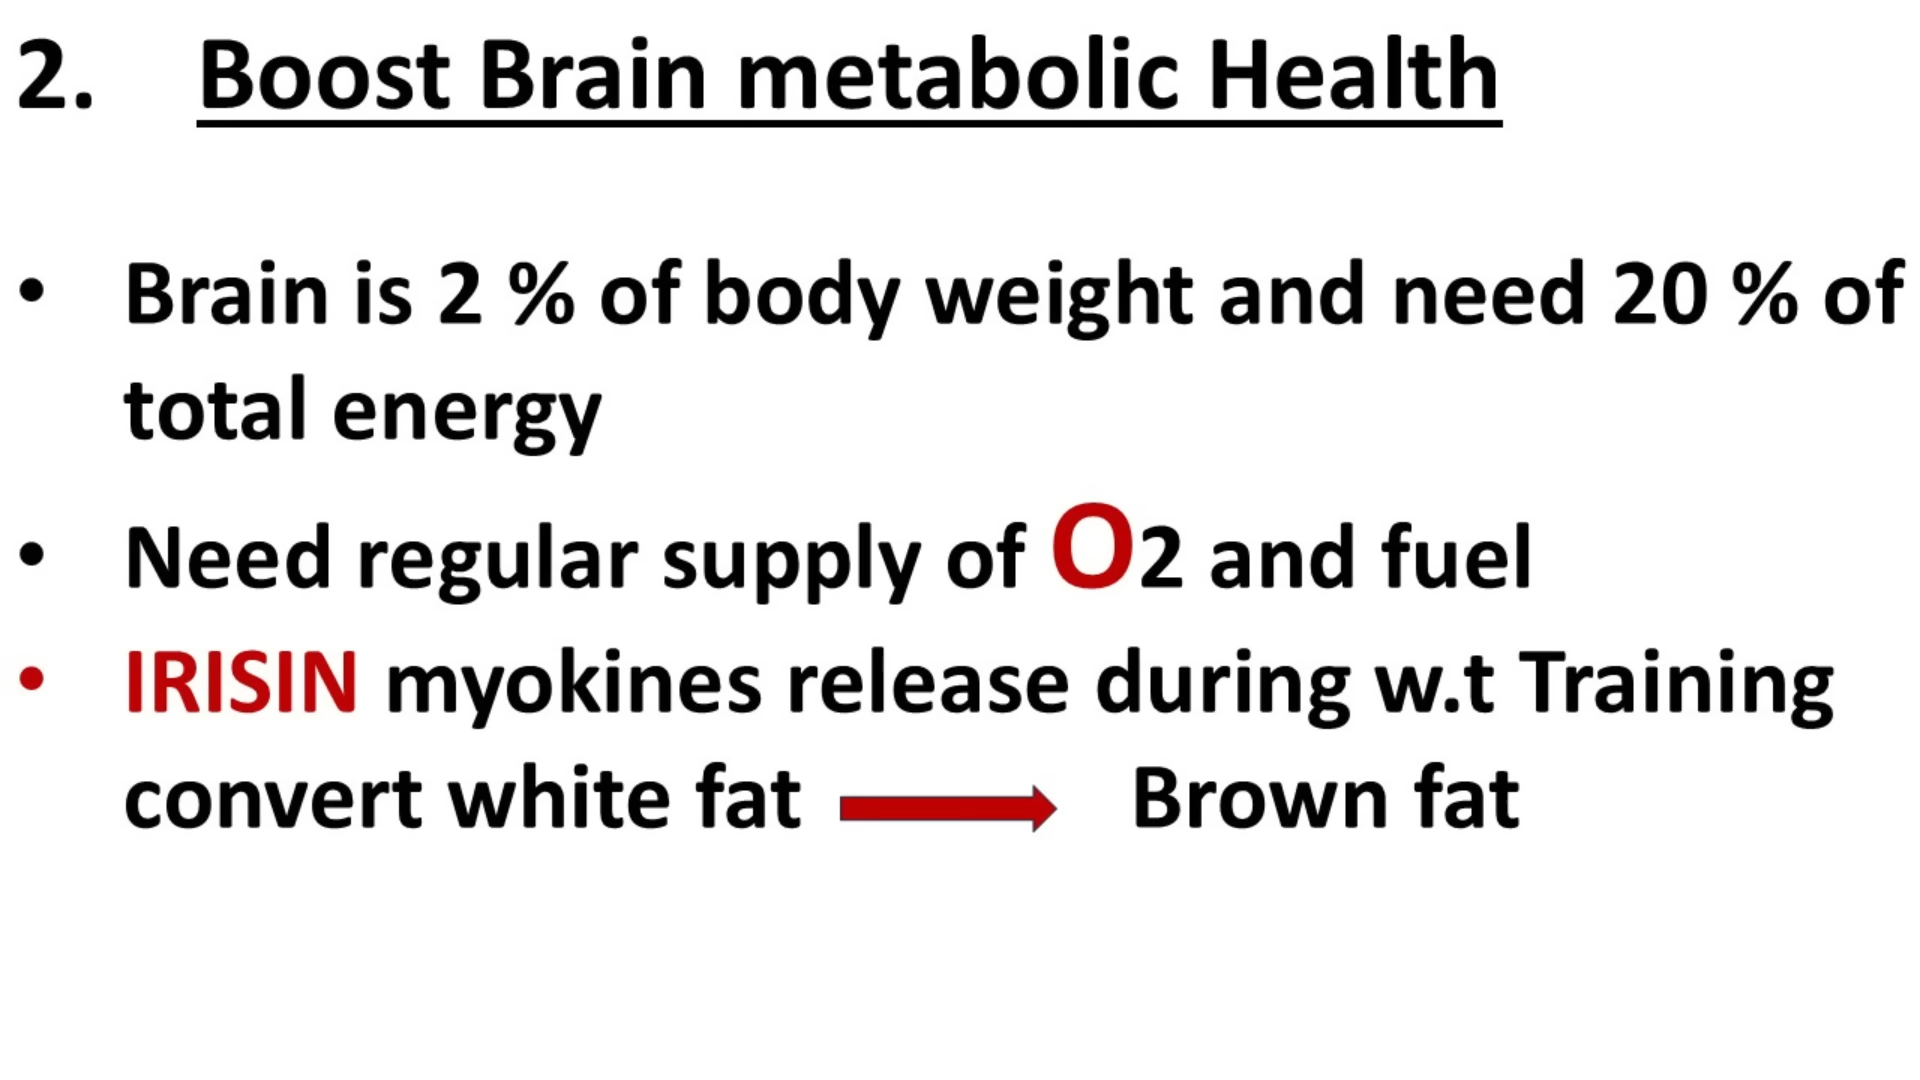 2. Boost Brain metabolic Health
• Brain is 2 % of body weight and need 20 % of
total energy
• Need regular supply of O2 and fuel
• IRISIN myokines release during w.t Training
convert white fat Brown fat